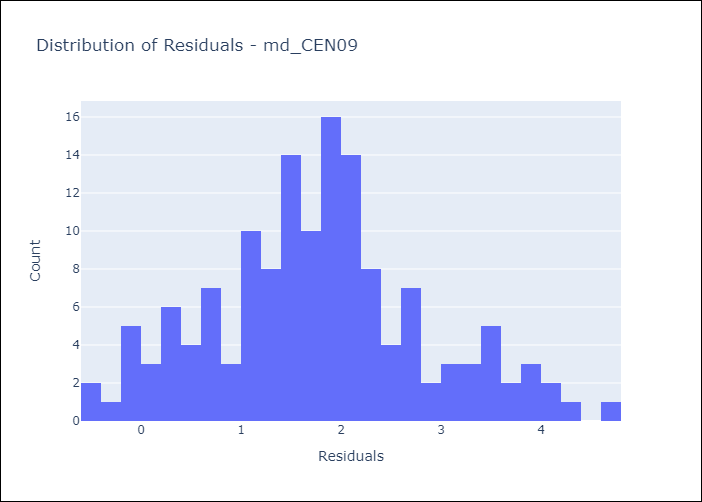 Distribution of Residuals - md_CEN09
16
14
12
10
8
6
4
2
0
Count
0 1 2 3 4
Residuals